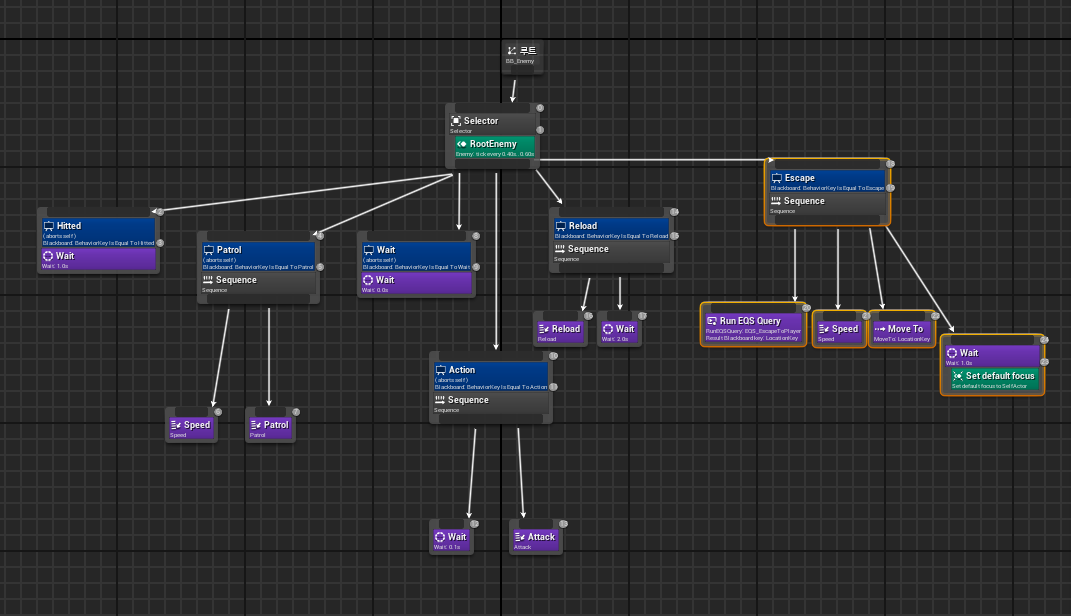 루트
BB_Enemy
Selector
Selector
RootEnemy
Enemy: tick every 0.40s..0.60s
Hitted
( aborts self )
Blackboard: BehaviorKey Is Equal To Hitted
Wait
Wait: 1.0s
Patrol
( aborts self )
Blackboard: BehaviorKey Is Equal To Patrol
Sequence
Sequence
Wait
( aborts self )
Blackboard: BehaviorKey Is Equal To Wait
Wait
Wait: 0.0s
Reload
Blackboard: BehaviorKey Is Equal To Reload
Sequence
Sequence
Escape
Blackboard: BehaviorKey Is Equal To Escape
Sequence
Sequence
Reload
Reload
Wait
Wait: 2.0s
Run EQS Query
RunEQSQuery: EQS_EscapeToPlayer
Result Blackboard key: LocationKey
Speed
Speed
Move To
MoveTo: LocationKey
Wait
Wait: 1.0s
Set default focus
Set default focus to SelfActor
Action
( aborts self )
Blackboard: BehaviorKey Is Equal To Action
Sequence
Sequence
Speed
Speed
Patrol
Patrol
Wait
Wait: 0.1s
Attack
Attack